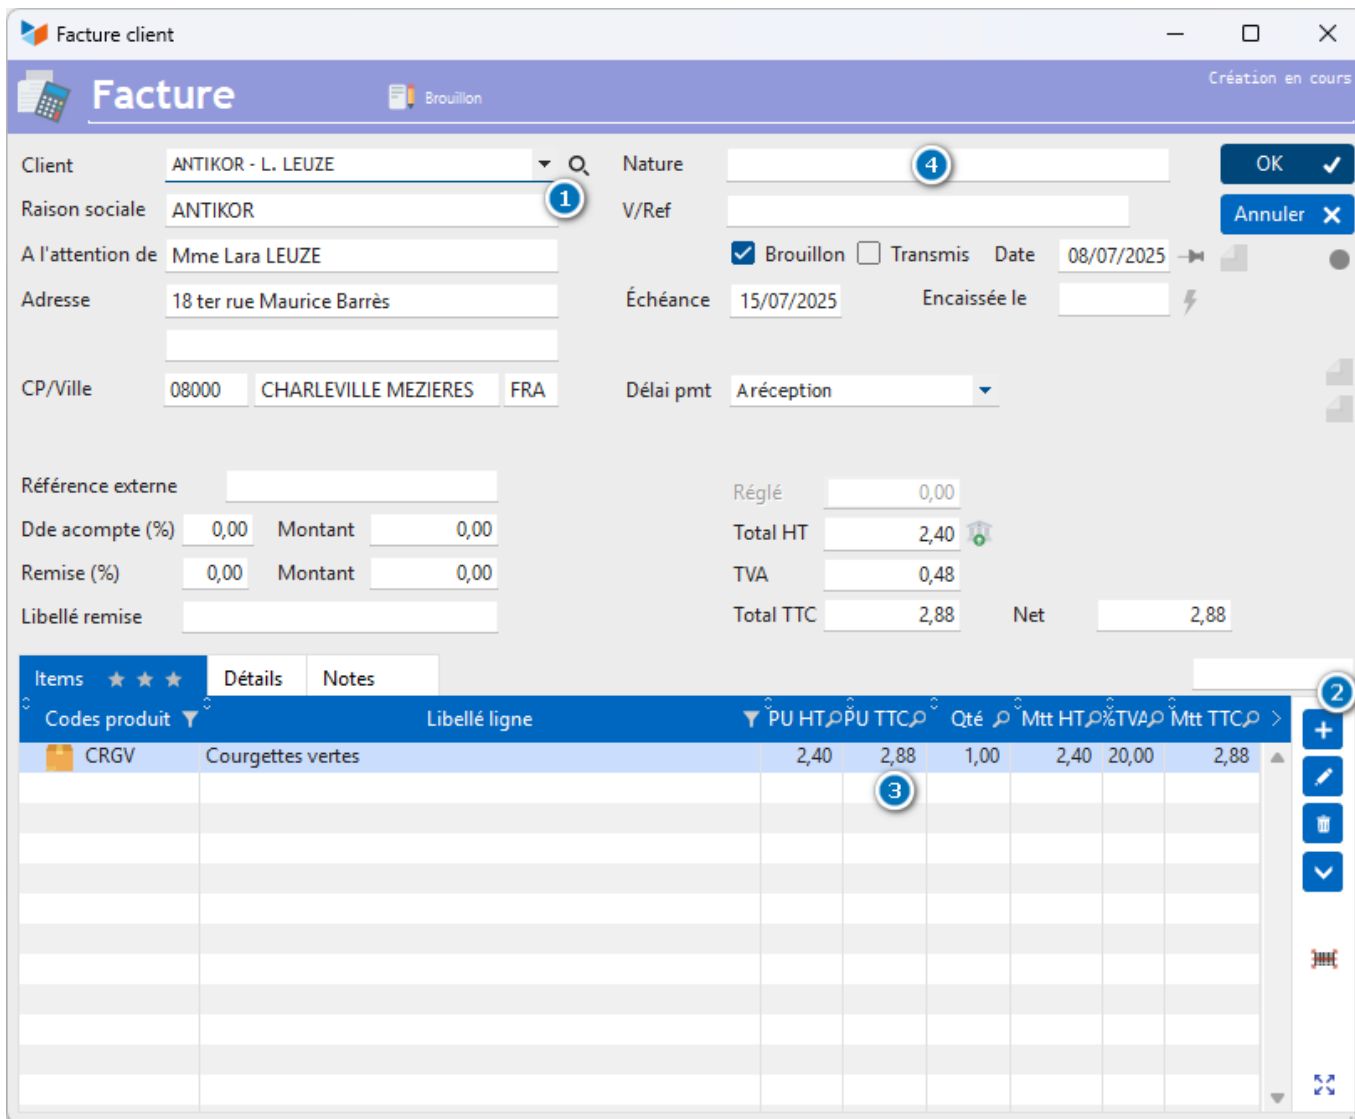 Facture client
Facture
Brouillon
Création en cours
Client ANTIKOR - L. LEUZE
Nature
4
OK
1
Raison sociale ANTIKOR
V/Ref
Annuler
A l'attention de Mme Lara LEUZE
Brouillon Transmis Date 08/07/2025
Adresse 18 ter rue Maurice Barrès
Échéance 15/07/2025 Encaissée le
CP/Ville 08000 CHARLEVILLE MEZIERES FRA
Délai pmt A réception
Référence externe
Réglé 0,00
Dde acompte (%) 0,00 Montant 0,00
Total HT 2,40
Remise (%) 0,00 Montant 0,00
TVA 0,48
Libellé remise
Total TTC 2,88 Net 2,88
Items Détails Notes
2
Codes produit Libellé ligne PU HT PU TTC Qté Mtt HT %TVA Mtt TTC
CRGV Courgettes vertes 2,40 2,88 1,00 2,40 20,00 2,88
3